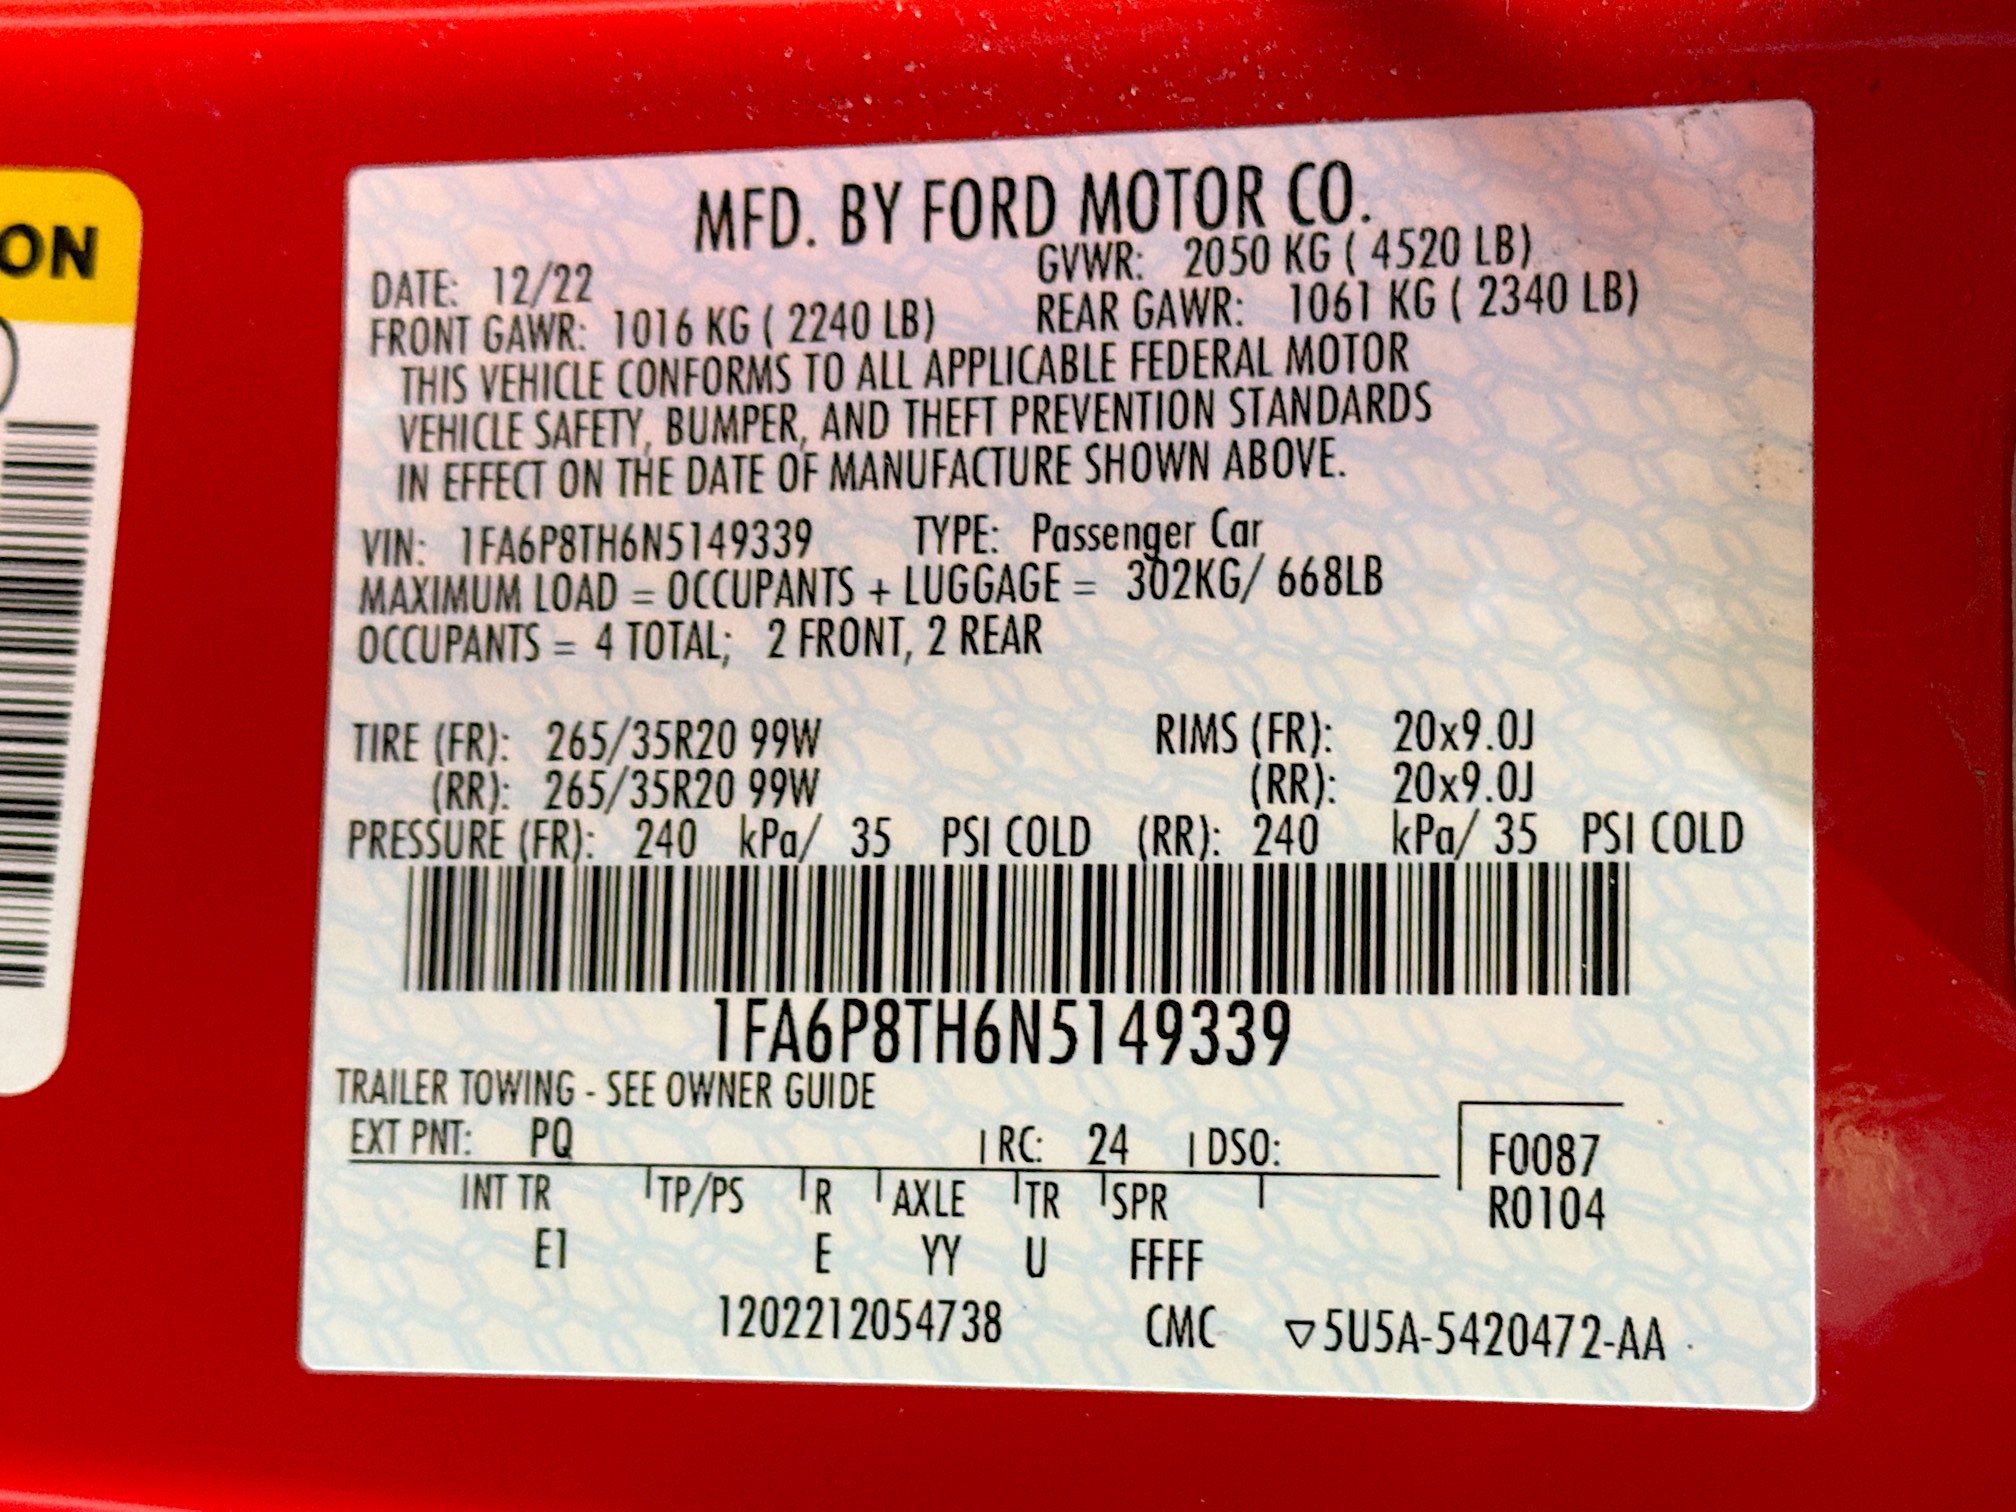 ON
MFD. BY FORD MOTOR CO.
DATE: 12/22 GVWR: 2050 KG ( 4520 LB)
FRONT GAWR: 1016 KG ( 2240 LB) REAR GAWR: 1061 KG ( 2340 LB)
THIS VEHICLE CONFORMS TO ALL APPLICABLE FEDERAL MOTOR
VEHICLE SAFETY, BUMPER, AND THEFT PREVENTION STANDARDS
IN EFFECT ON THE DATE OF MANUFACTURE SHOWN ABOVE.
VIN: 1FA6P8TH6N5149339 TYPE: Passenger Car
MAXIMUM LOAD = OCCUPANTS + LUGGAGE = 302KG/ 668LB
OCCUPANTS = 4 TOTAL; 2 FRONT, 2 REAR
TIRE (FR): 265/35R20 99W RIMS (FR): 20x9.0J
(RR): 265/35R20 99W (RR): 20x9.0J
PRESSURE (FR): 240 kPa/ 35 PSI COLD (RR): 240 kPa/ 35 PSI COLD
1FA6P8TH6N5149339
TRAILER TOWING - SEE OWNER GUIDE
EXT PNT: PQ RC: 24 DSO: F0087
INT TR TP/PS R AXLE TR SPR R0104
E1 E YY U FFFF
1202212054738 CMC ▽5U5A-5420472-AA